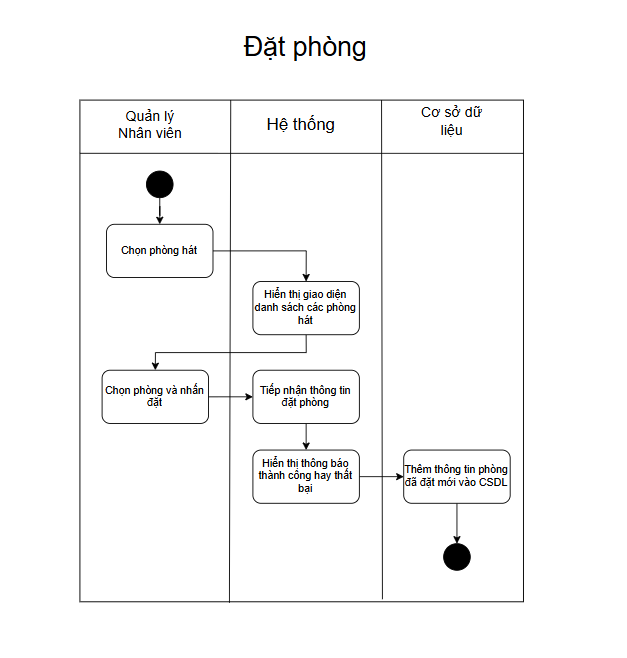 Đặt phòng
Quản lý
Nhân viên
Hệ thống
Cơ sở dữ
liệu
Chọn phòng hát
Hiển thị giao diện
danh sách các phòng
hát
Chọn phòng và nhấn
đặt
Tiếp nhận thông tin
đặt phòng
Hiển thị thông báo
thành công hay thất
bại
Thêm thông tin phòng
đã đặt mới vào CSDL